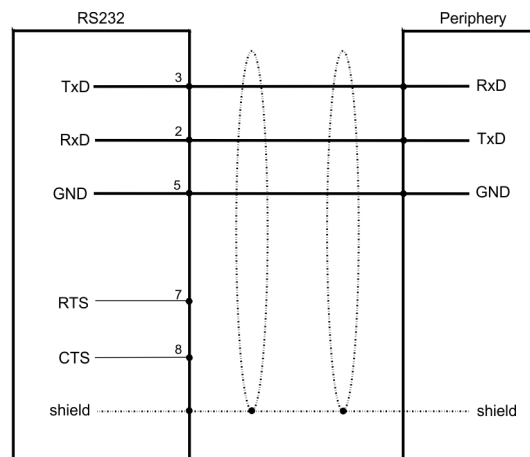 RS232 Periphery
TxD 3 RxD
RxD 2 TxD
GND 5 GND
RTS 7
CTS 8
shield shield